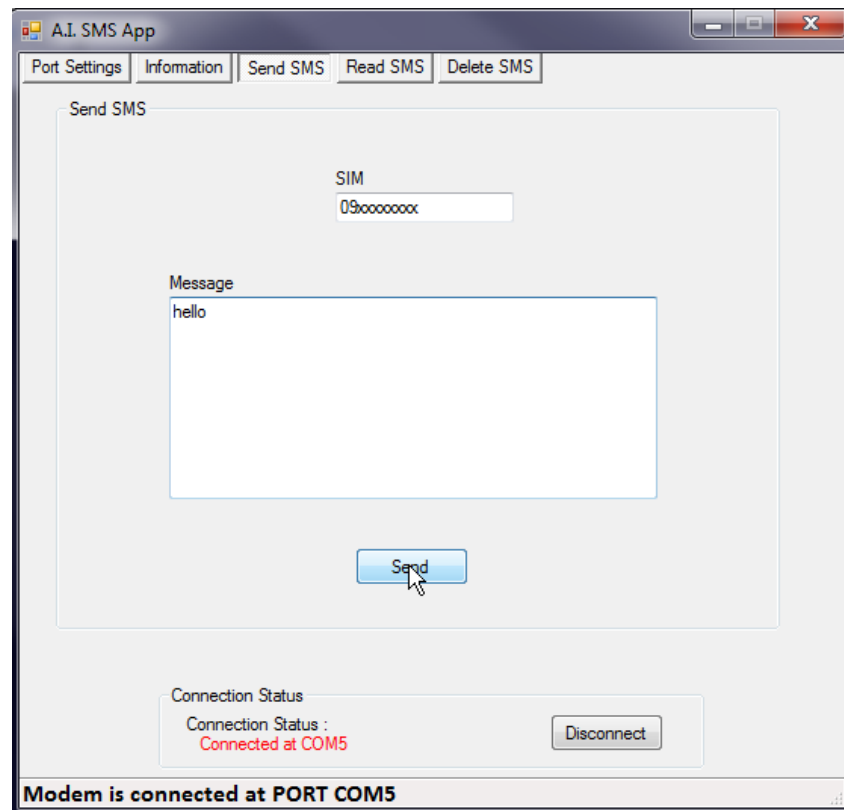 A.I. SMS App
Port Settings Information Send SMS Read SMS Delete SMS
Send SMS
SIM
09xxxxxxxx
Message
hello
Send
Connection Status
Connection Status :
Connected at COM5
Disconnect
Modem is connected at PORT COM5